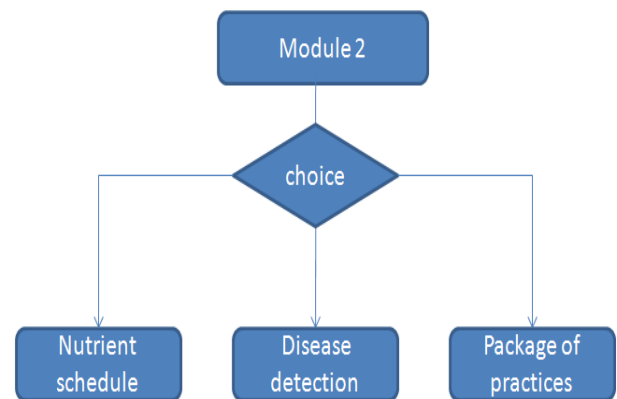 Module 2
choice
Nutrient
schedule
Disease
detection
Package of
practices